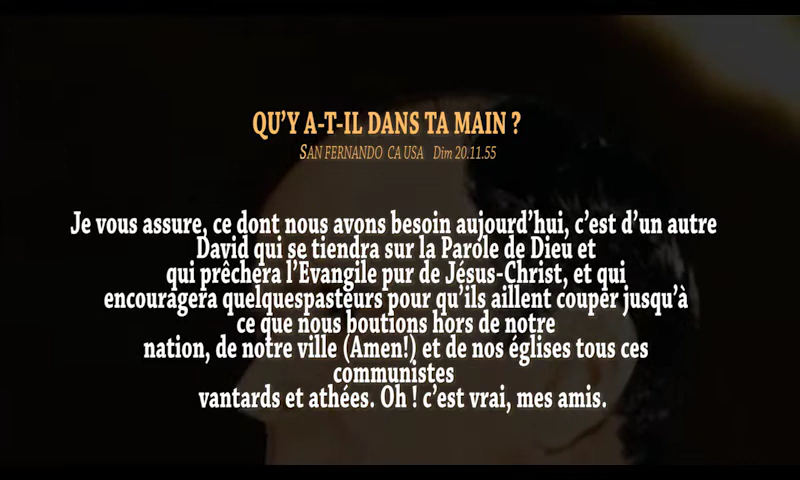 QU'Y A-T-IL DANS TA MAIN ?
SAN FERNANDO CA USA Dim 20.11.55
Je vous assure, ce dont nous avons besoin aujourd'hui, c'est d'un autre
David qui se tiendra sur la Parole de Dieu et
qui prêchera l'Evangile pur de Jésus-Christ, et qui
encouragera quelquespasteurs pour qu'ils aillent couper jusqu'à
ce que nous boutions hors de notre
nation, de notre ville (Amen!) et de nos églises tous ces
communistes
vantards et athées. Oh ! c'est vrai, mes amis.